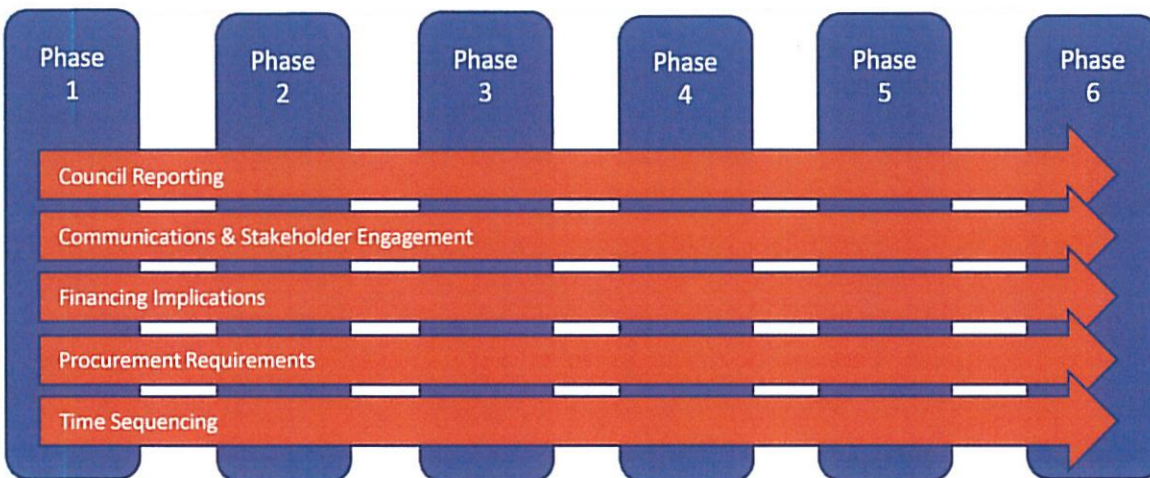 Phase
1
Phase
2
Phase
3
Phase
4
Phase
5
Phase
6
Council Reporting
Communications & Stakeholder Engagement
Financing Implications
Procurement Requirements
Time Sequencing